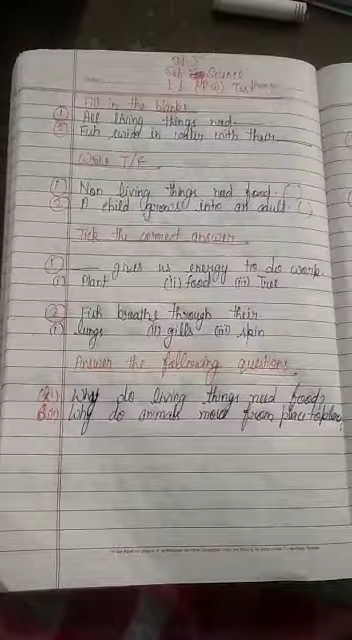 Sub Science
Test
Fill in the blanks
① All living things need
② Fish swim in water with their
Write T/F
① Non living things need food. ( )
② A child grows into an adult. ( )
Tick the correct answer
① gives us energy to do work.
(i) Plant (ii) food (iii) Tree
② Fish breathe through their
(i) lungs (ii) gills (iii) skin
Answer the following questions.
Q(i) Why do living things need food?
Q(ii) Why do animals move from place to place,